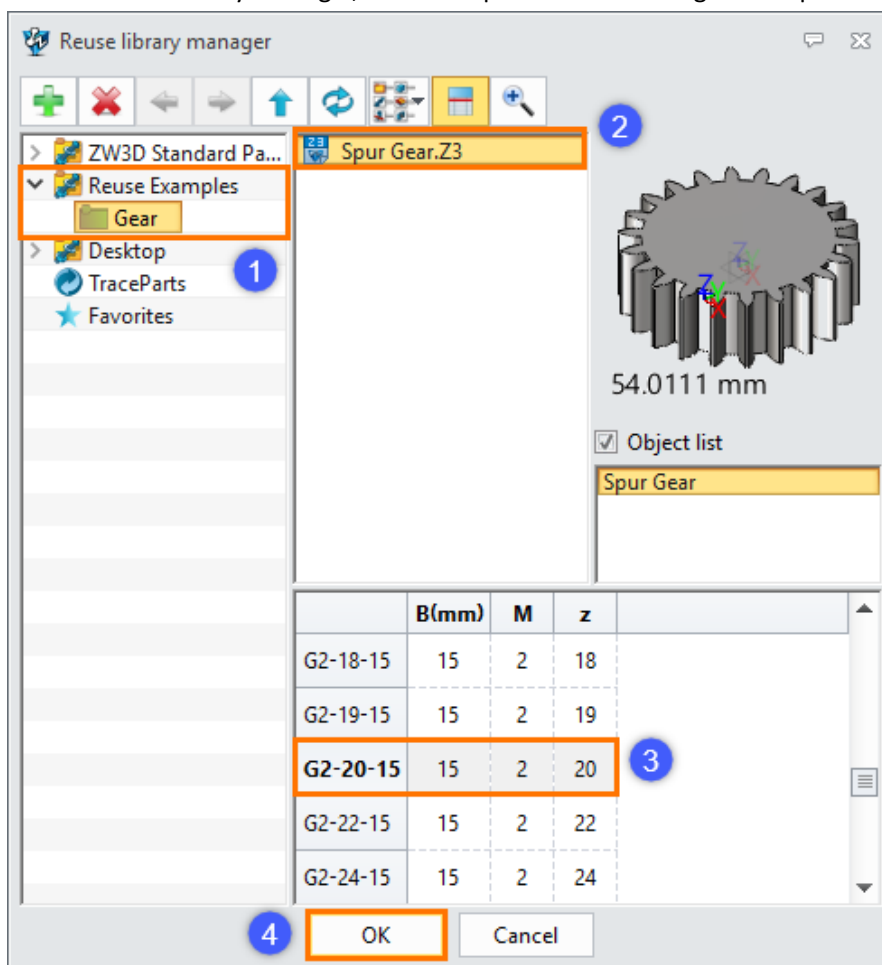 Reuse library manager
2
ZW3D Standard Pa...
Spur Gear.Z3
Reuse Examples
Gear
1
Desktop
TraceParts
Favorites
Z
Y
X
Z
Y
X
54.0111 mm
Object list
Spur Gear
B(mm) M z
G2-18-15 15 2 18
G2-19-15 15 2 19
G2-20-15 15 2 20
3
G2-22-15 15 2 22
G2-24-15 15 2 24
4
OK Cancel